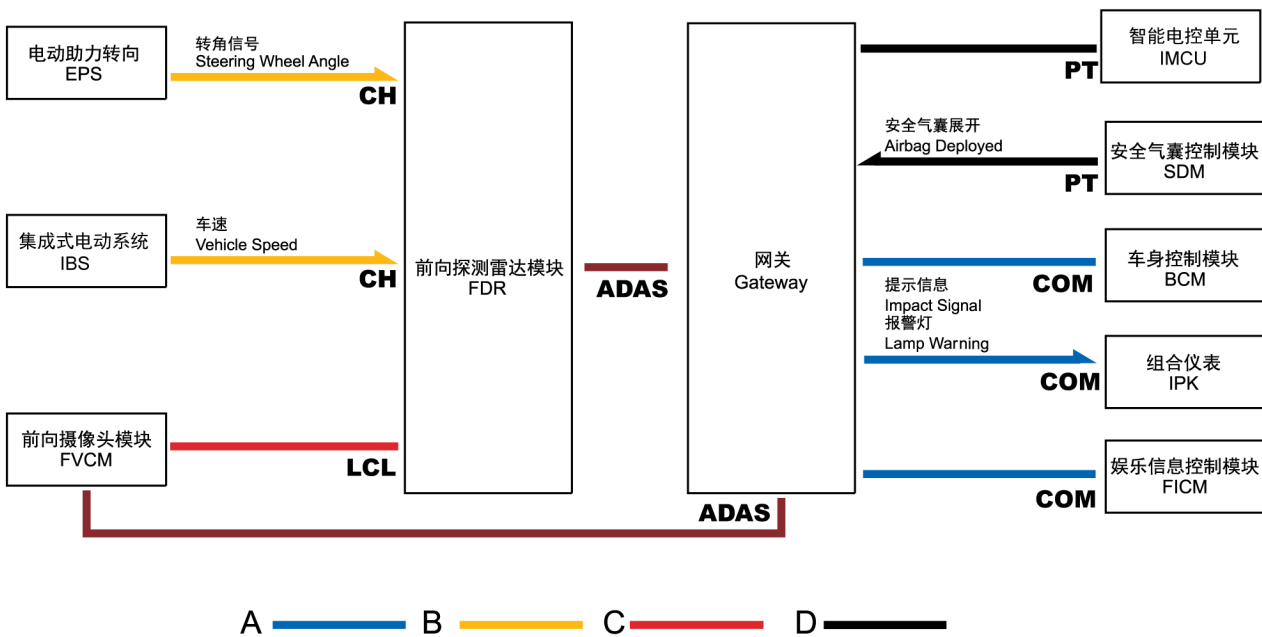 电动助力转向
EPS
转角信号
Steering Wheel Angle
CH
集成式电动系统
IBS
车速
Vehicle Speed
CH
前向摄像头模块
FVCM
LCL
前向探测雷达模块
FDR
ADAS
网关
Gateway
ADAS
智能电控单元
IMCU
PT
安全气囊展开
Airbag Deployed
安全气囊控制模块
SDM
PT
车身控制模块
BCM
COM
提示信息
Impact Signal
报警灯
Lamp Warning
组合仪表
IPK
COM
娱乐信息控制模块
FICM
COM
A
B
C
D